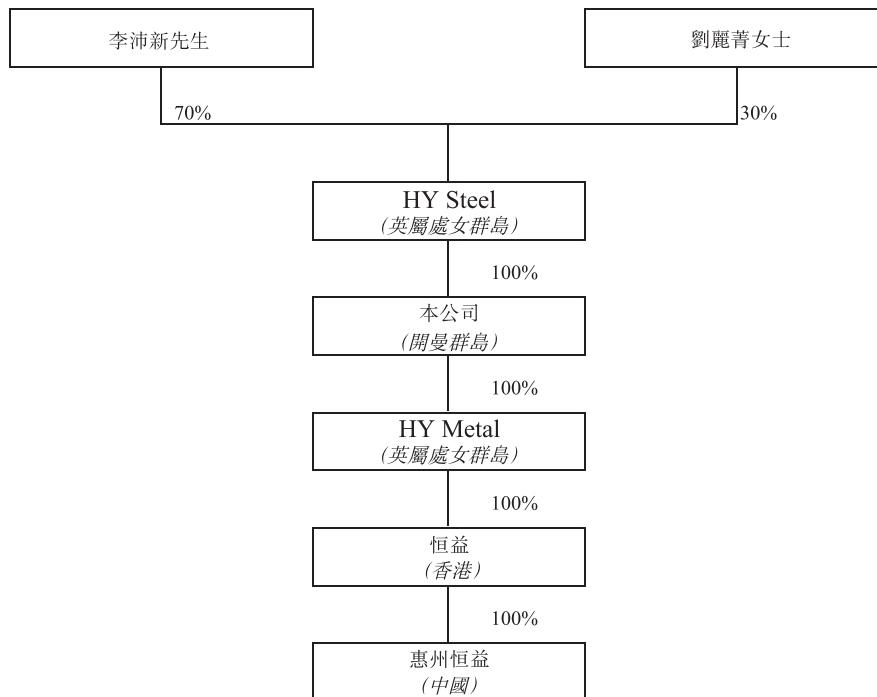 李沛新先生
劉麗菁女士
70%
30%
HY Steel
(英屬處女群島)
100%
本公司
(開曼群島)
100%
HY Metal
(英屬處女群島)
100%
恒益
(香港)
100%
惠州恒益
(中國)